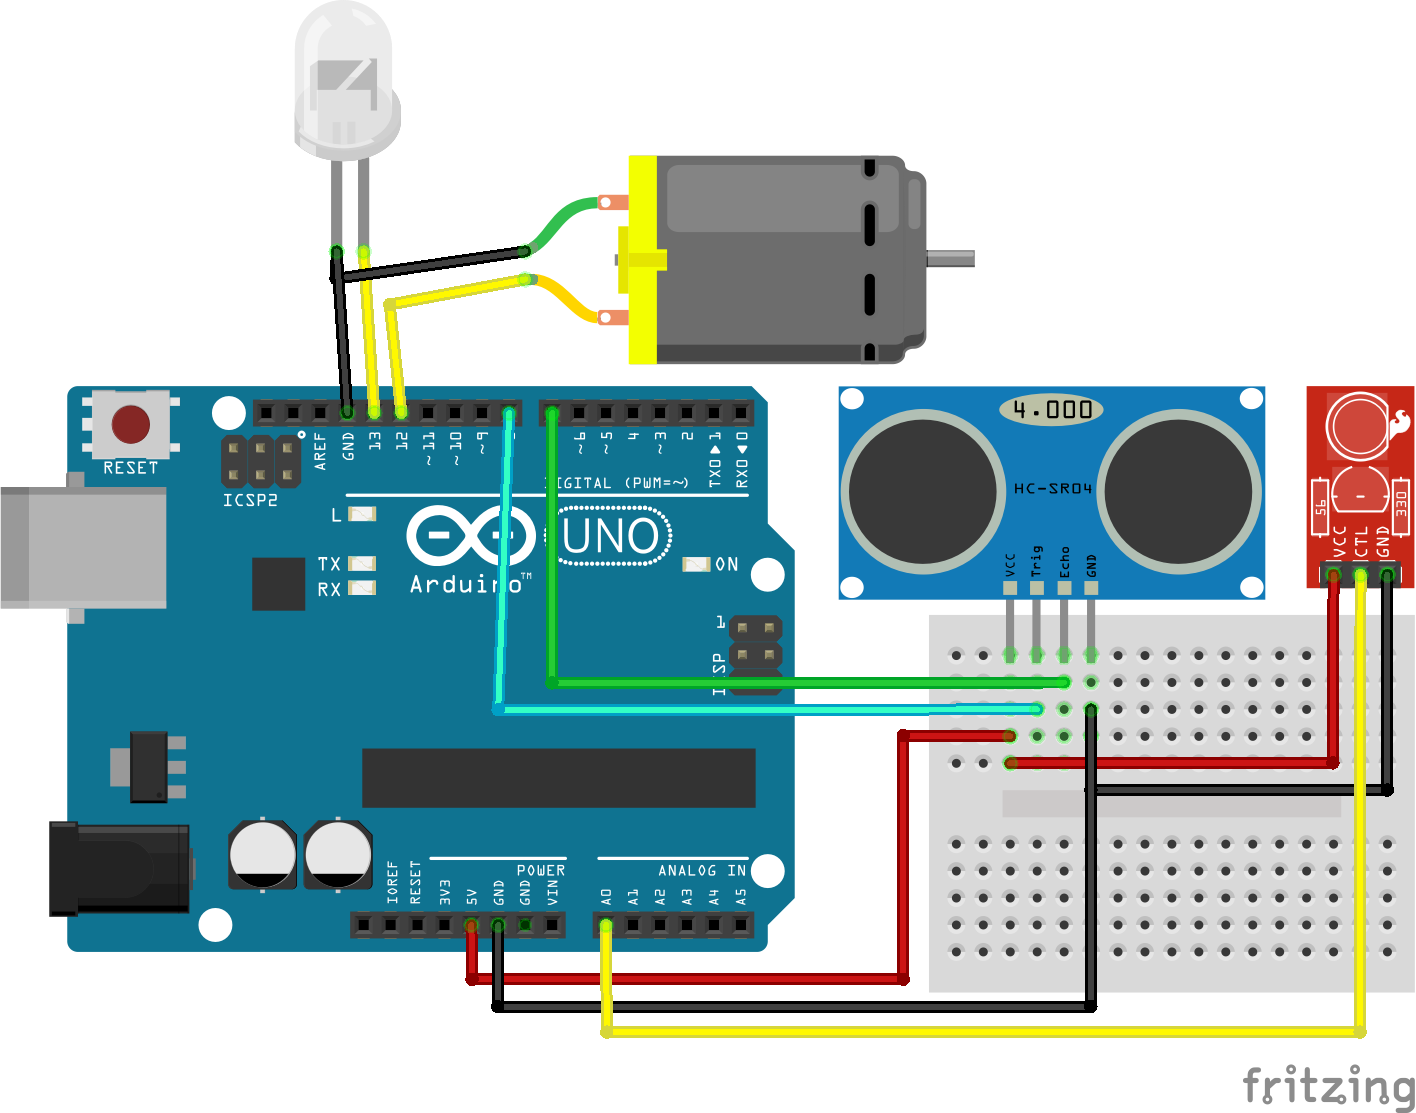 4.000
HC-SR04
VCC
Trig
Echo
GND
56
330
VCC
CTL
GND
RESET
ICSP2
AREF
GND
13
12
~11
~10
~9
~6
~5
4
~3
2
TX0▶1
RX0◀0
DIGITAL (PWM=~)
L
TX
RX
UNO
Arduino™
ON
1
ICSP
POWER
ANALOG IN
IOREF
RESET
3V3
5V
GND
GND
VIN
A0
A1
A2
A3
A4
A5
fritzing